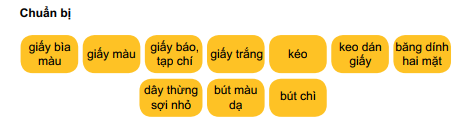 Chuẩn bị
giấy bìa
màu
giấy màu
giấy báo,
tạp chí
giấy trắng
kéo
keo dán
giấy
băng dính
hai mặt
dây thừng
sợi nhỏ
bút màu
dạ
bút chì